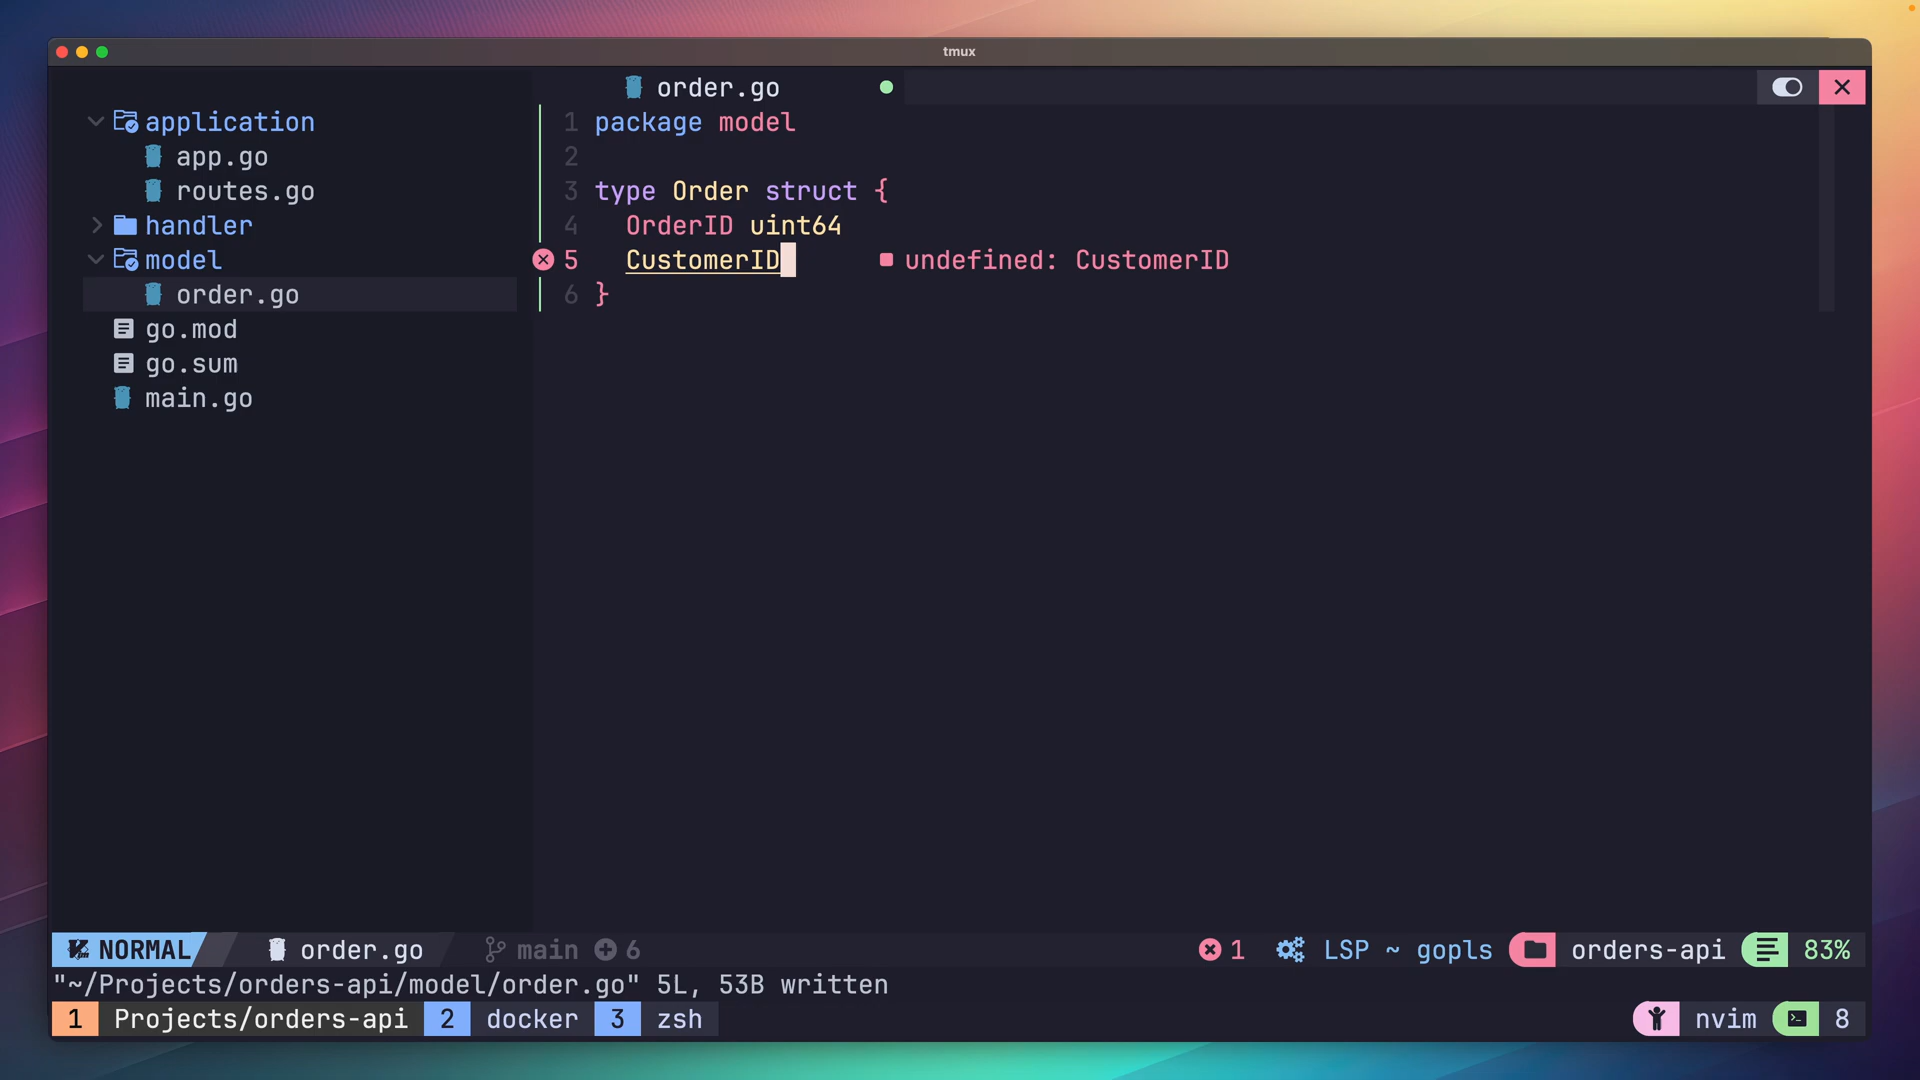 tmux
order.go
application
app.go
routes.go
handler
model
order.go
go.mod
go.sum
main.go
1 package model
2
3 type Order struct {
4 OrderID uint64
5 CustomerID undefined: CustomerID
6 }
NORMAL order.go main 6 1 LSP ~ gopls orders-api 83%
"~/Projects/orders-api/model/order.go" 5L, 53B written
1 Projects/orders-api 2 docker 3 zsh nvim 8